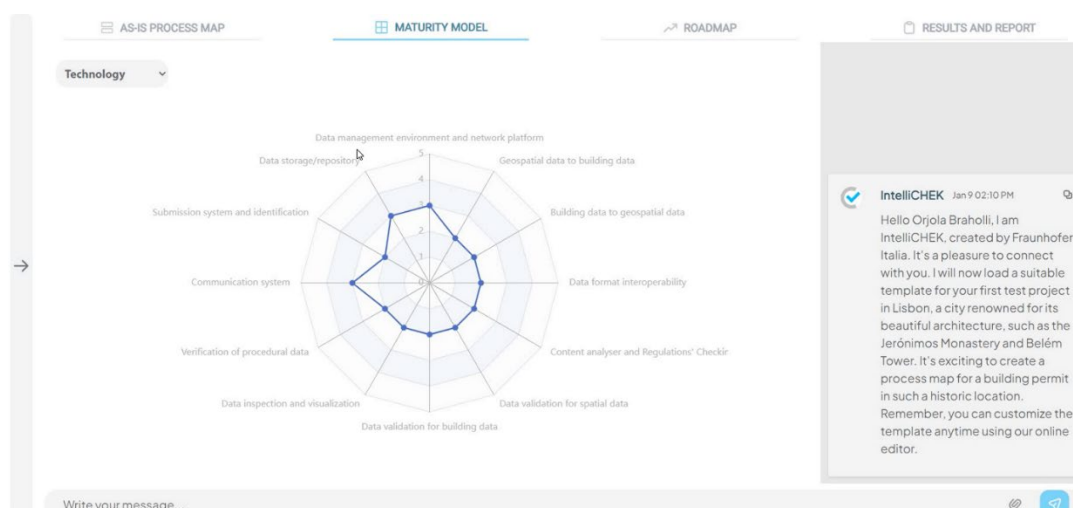 AS-IS PROCESS MAP
MATURITY MODEL
ROADMAP
RESULTS AND REPORT
Technology
Data management environment and network platform
Data storage/repository
Geospatial data to building data
Submission system and identification
Building data to geospatial data
Communication system
Data format interoperability
Verification of procedural data
Content analyser and Regulations' Checkir
Data inspection and visualization
Data validation for spatial data
Data validation for building data
5
4
3
2
1
0
IntelliCHEK Jan 9 02:10 PM
Hello Orjola Braholli, I am
IntelliCHEK, created by Fraunhofer
Italia. It's a pleasure to connect
with you. I will now load a suitable
template for your first test project
in Lisbon, a city renowned for its
beautiful architecture, such as the
Jerónimos Monastery and Belém
Tower. It's exciting to create a
process map for a building permit
in such a historic location.
Remember, you can customize the
template anytime using our online
editor.
Write your message